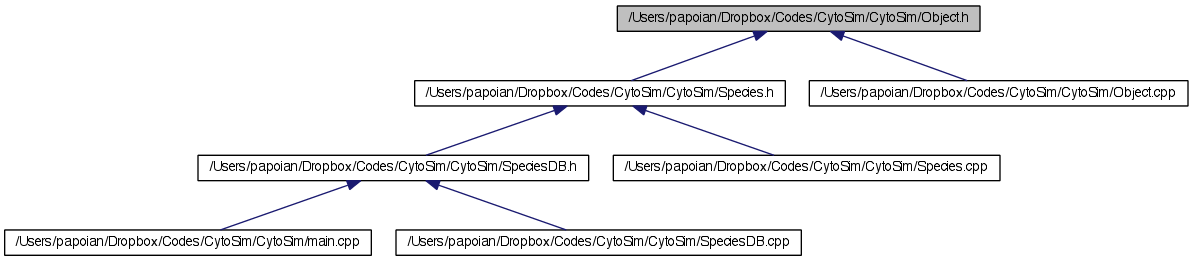 /Users/papoian/Dropbox/Codes/CytoSim/CytoSim/Object.h
/Users/papoian/Dropbox/Codes/CytoSim/CytoSim/Species.h
/Users/papoian/Dropbox/Codes/CytoSim/CytoSim/Object.cpp
/Users/papoian/Dropbox/Codes/CytoSim/CytoSim/SpeciesDB.h
/Users/papoian/Dropbox/Codes/CytoSim/CytoSim/Species.cpp
/Users/papoian/Dropbox/Codes/CytoSim/CytoSim/main.cpp
/Users/papoian/Dropbox/Codes/CytoSim/CytoSim/SpeciesDB.cpp